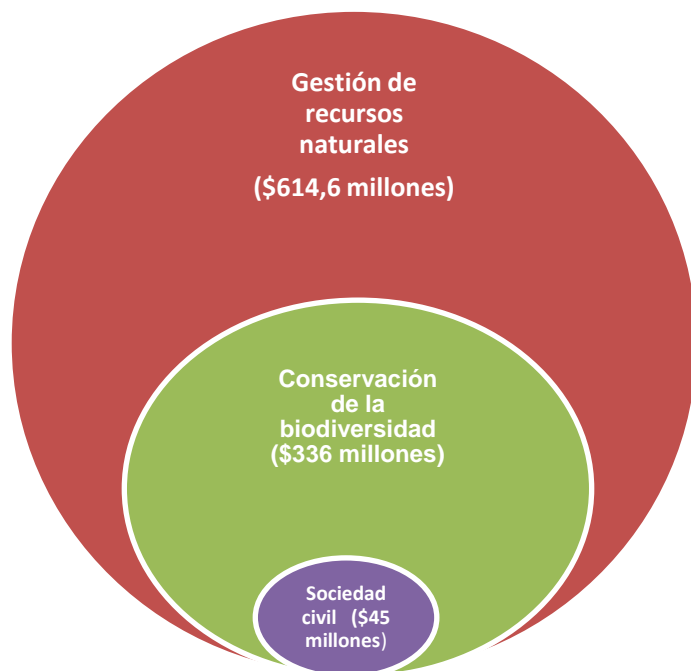 Gestión de
recursos
naturales
($614,6 millones)
Conservación
de la
biodiversidad
($336 millones)
Sociedad
civil ($45
millones)